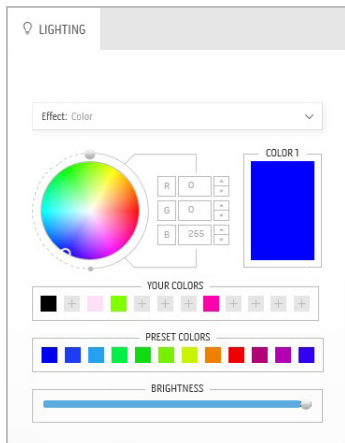 LIGHTING
Effect: Color
COLOR 1
R 0
G 0
B 255
YOUR COLORS
PRESET COLORS
BRIGHTNESS